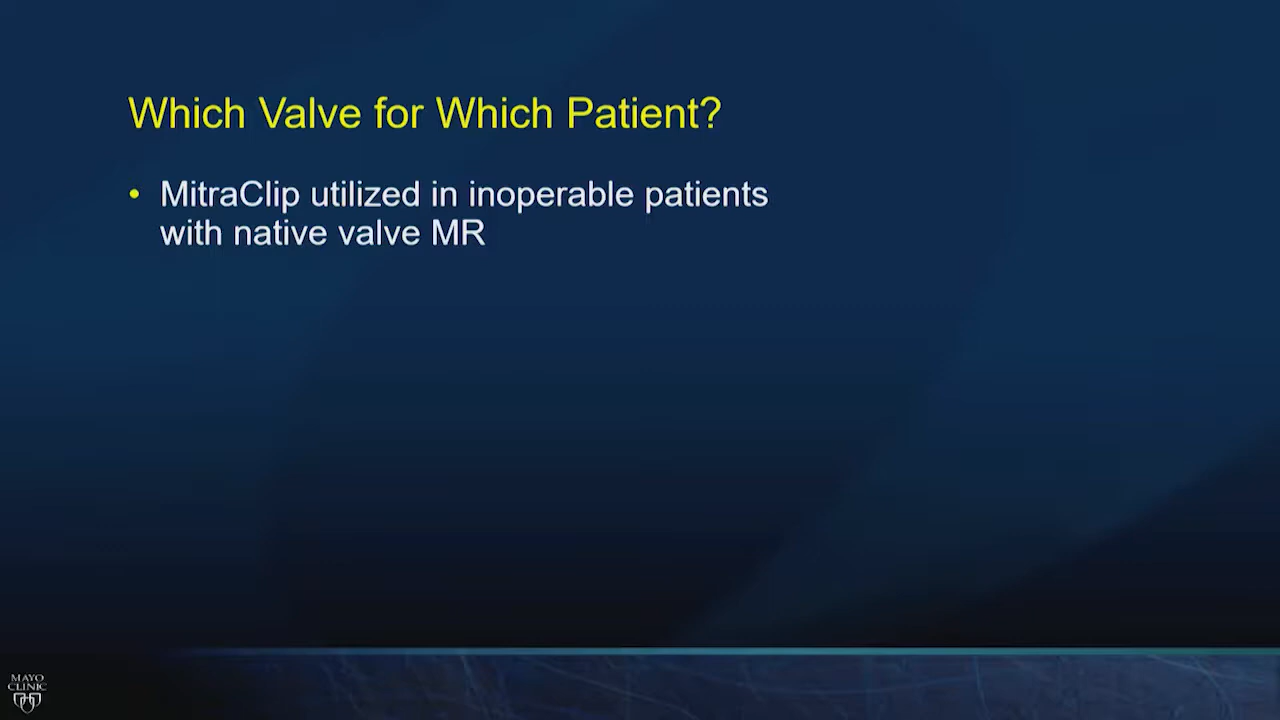 Which Valve for Which Patient?
• MitraClip utilized in inoperable patients
with native valve MR
MAYO
CLINIC